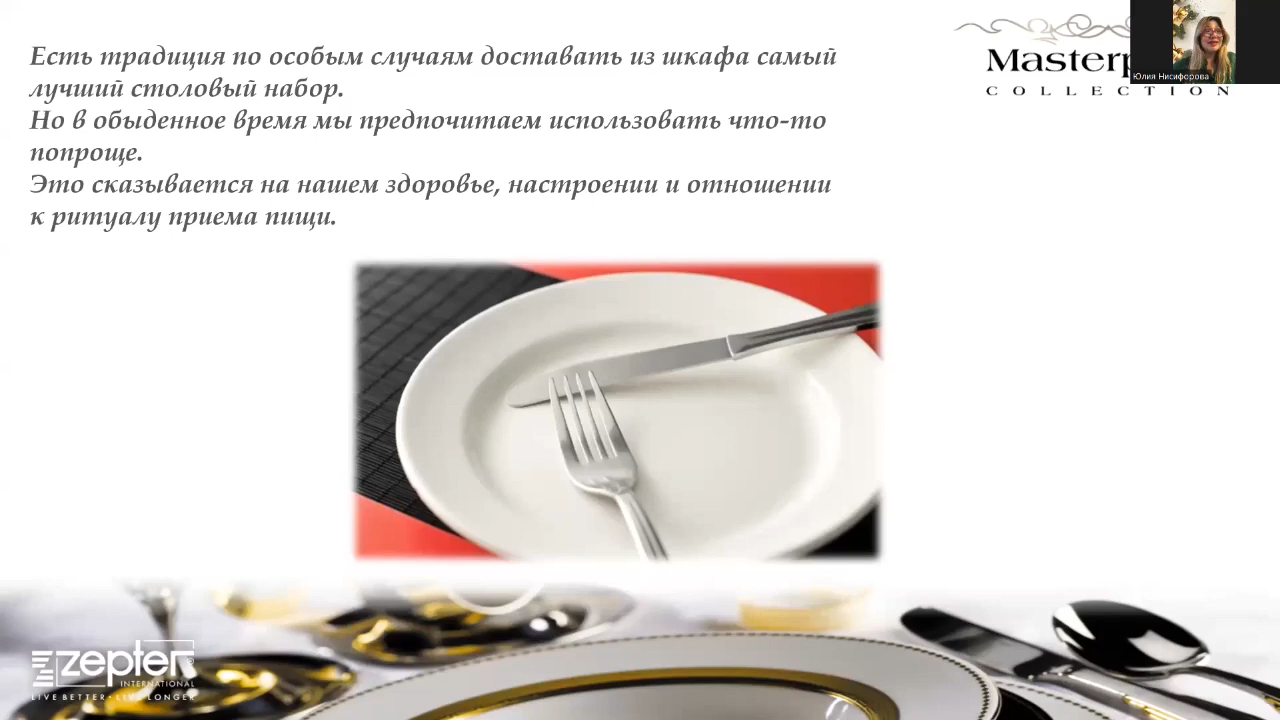 Есть традиция по особым случаям доставать из шкафа самый
лучший столовый набор.
Но в обыденное время мы предпочитаем использовать что-то
попроще.
Это сказывается на нашем здоровье, настроении и отношении
к ритуалу приема пищи.
COLLECTION
Юлия Нисифорова
zepter
INTERNATIONAL
LIVE BETTER • LIVE LONGER